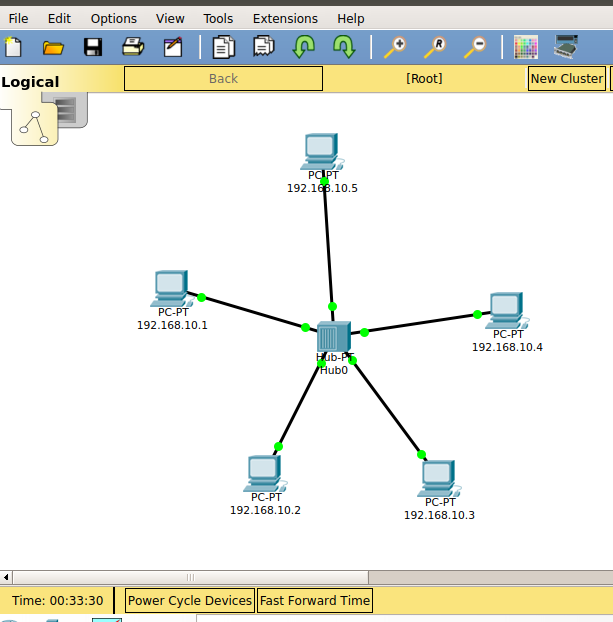 File Edit Options View Tools Extensions Help
Logical Back [Root] New Cluster
PC-PT
192.168.10.5
PC-PT
192.168.10.1
PC-PT
192.168.10.4
Hub-PT
Hub0
PC-PT
192.168.10.2
PC-PT
192.168.10.3
Time: 00:33:30 Power Cycle Devices Fast Forward Time